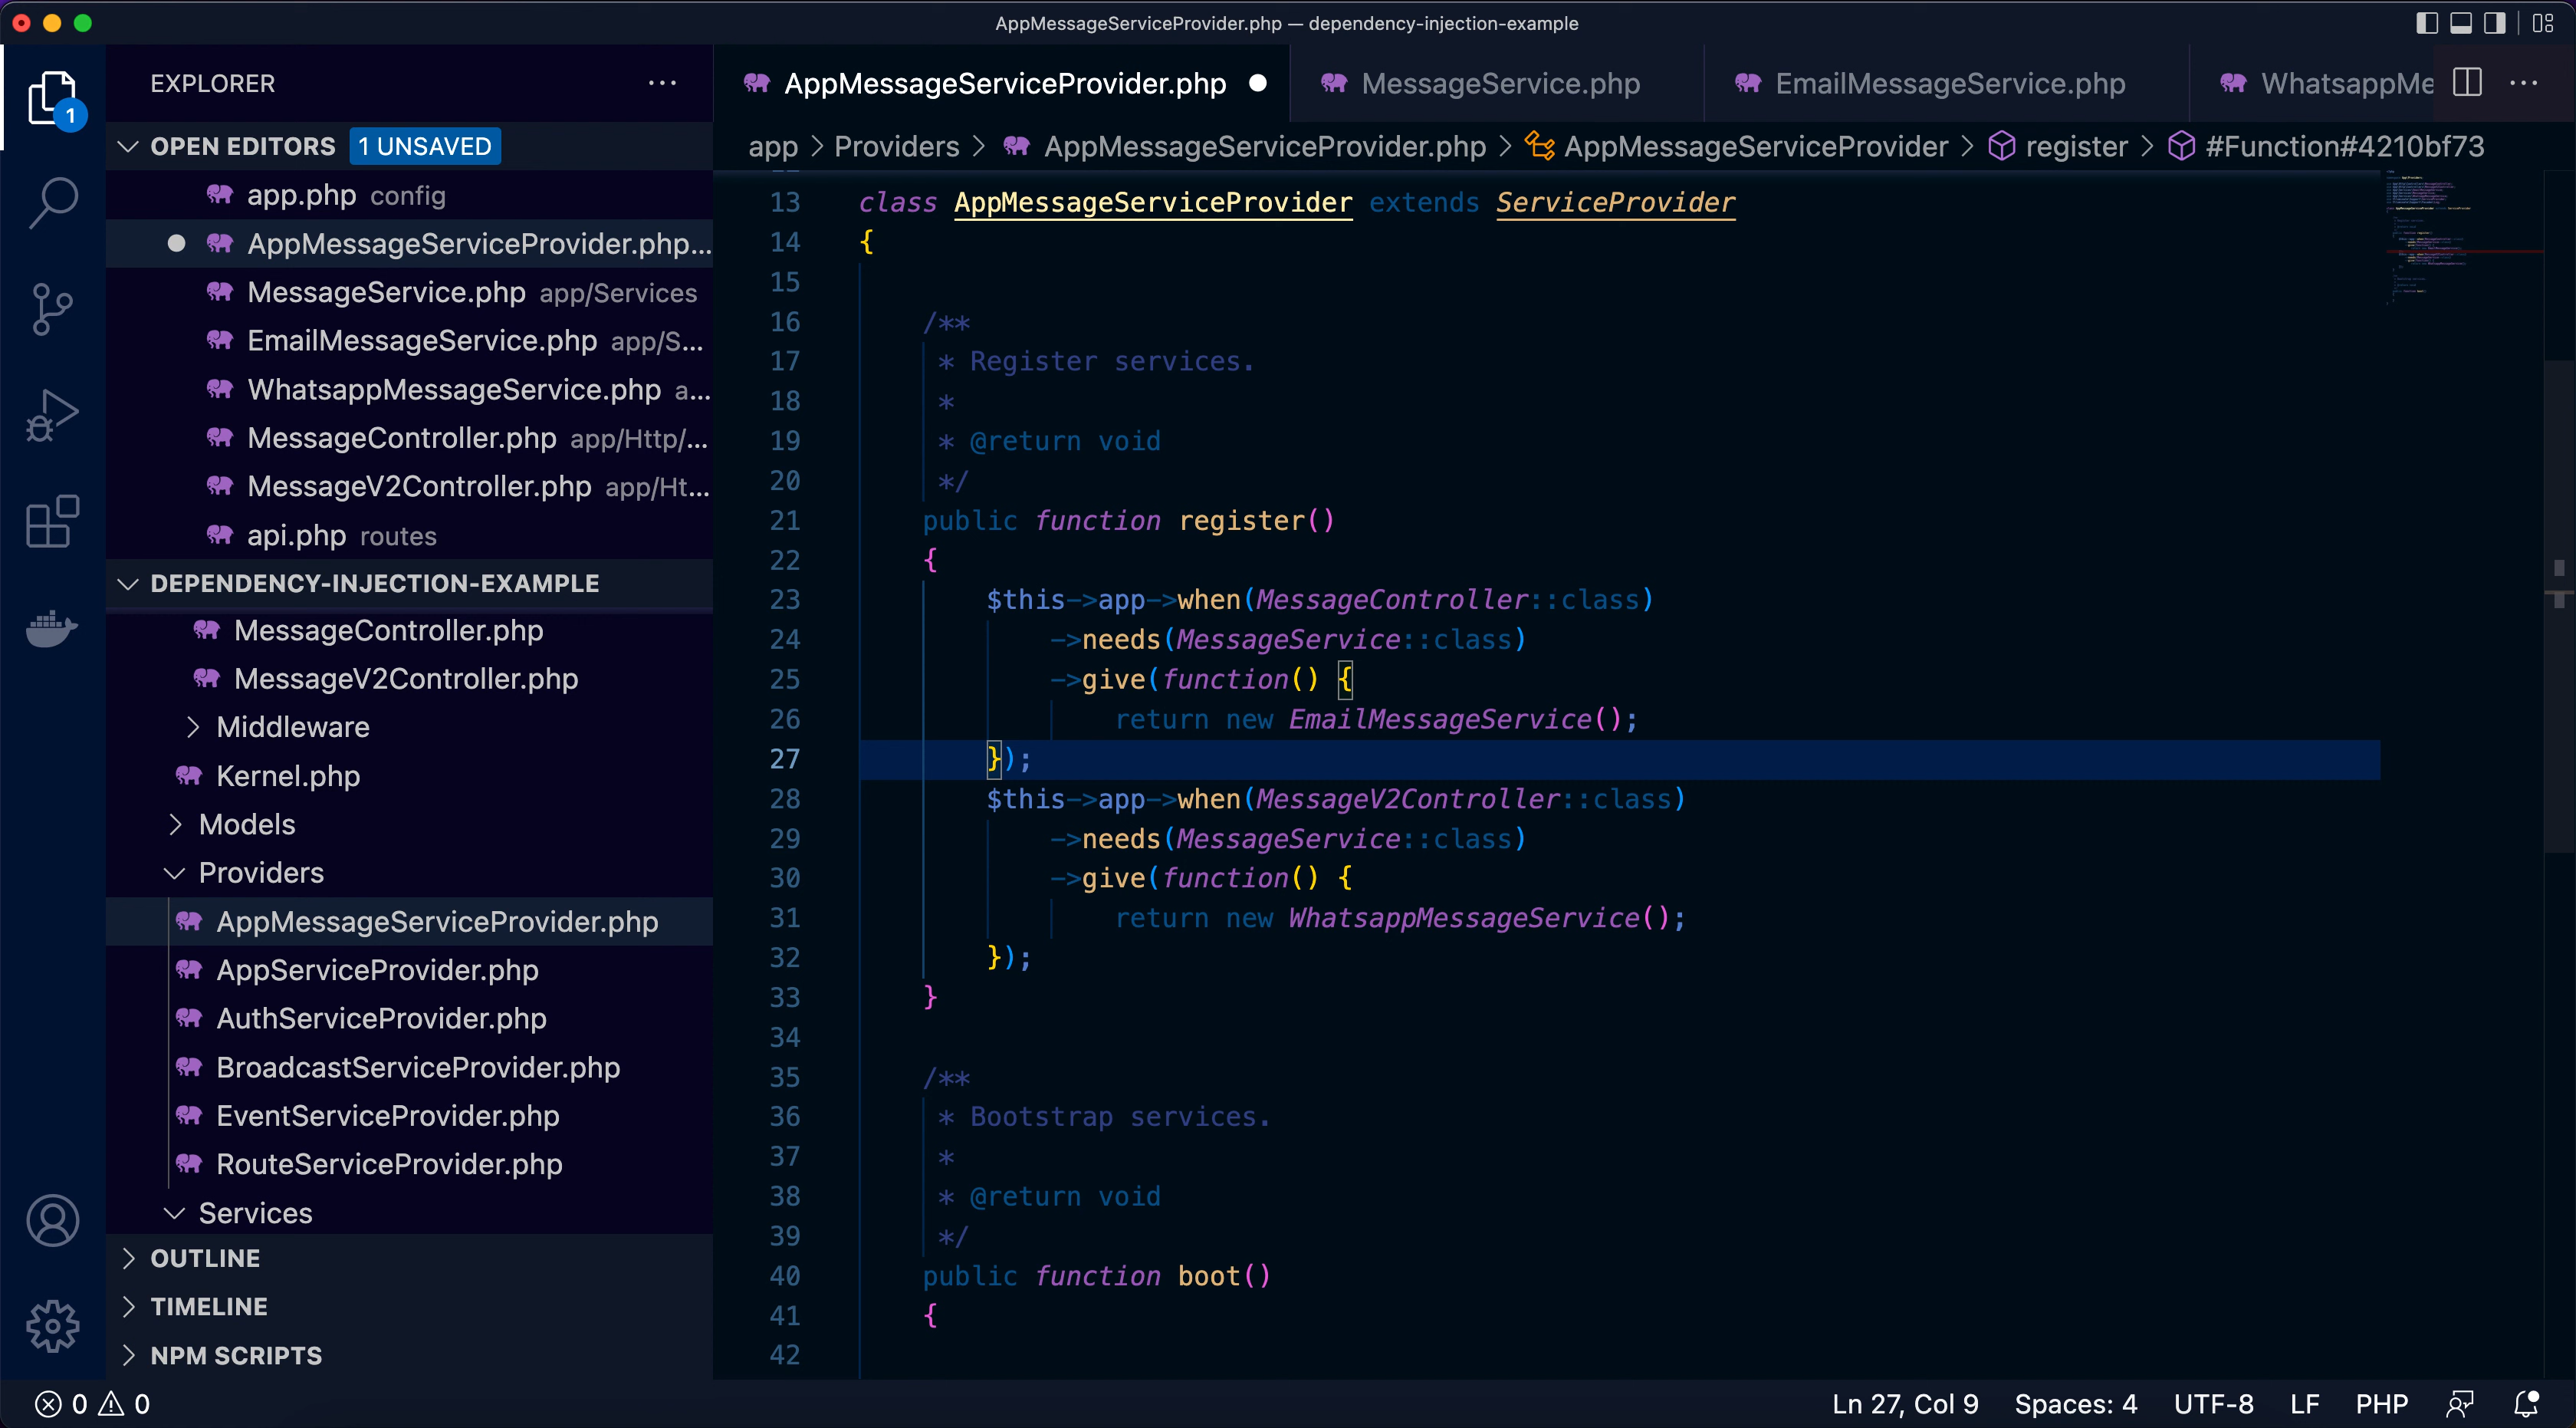 AppMessageServiceProvider.php — dependency-injection-example
EXPLORER
OPEN EDITORS 1 UNSAVED
app.php config
AppMessageServiceProvider.php...
MessageService.php app/Services
EmailMessageService.php app/S...
WhatsappMessageService.php a...
MessageController.php app/Http/...
MessageV2Controller.php app/Ht...
api.php routes
DEPENDENCY-INJECTION-EXAMPLE
MessageController.php
MessageV2Controller.php
Middleware
Kernel.php
Models
Providers
AppMessageServiceProvider.php
AppServiceProvider.php
AuthServiceProvider.php
BroadcastServiceProvider.php
EventServiceProvider.php
RouteServiceProvider.php
Services
OUTLINE
TIMELINE
NPM SCRIPTS
1
AppMessageServiceProvider.php MessageService.php EmailMessageService.php WhatsappMe
app > Providers > AppMessageServiceProvider.php > AppMessageServiceProvider > register > #Function#4210bf73
13 class AppMessageServiceProvider extends ServiceProvider
14 {
15
16 /**
17 * Register services.
18 *
19 * @return void
20 */
21 public function register()
22 {
23 $this->app->when(MessageController::class)
24 ->needs(MessageService::class)
25 ->give(function() {
26 return new EmailMessageService();
27 });
28 $this->app->when(MessageV2Controller::class)
29 ->needs(MessageService::class)
30 ->give(function() {
31 return new WhatsappMessageService();
32 });
33 }
34
35 /**
36 * Bootstrap services.
37 *
38 * @return void
39 */
40 public function boot()
41 {
42
0 0 Ln 27, Col 9 Spaces: 4 UTF-8 LF PHP